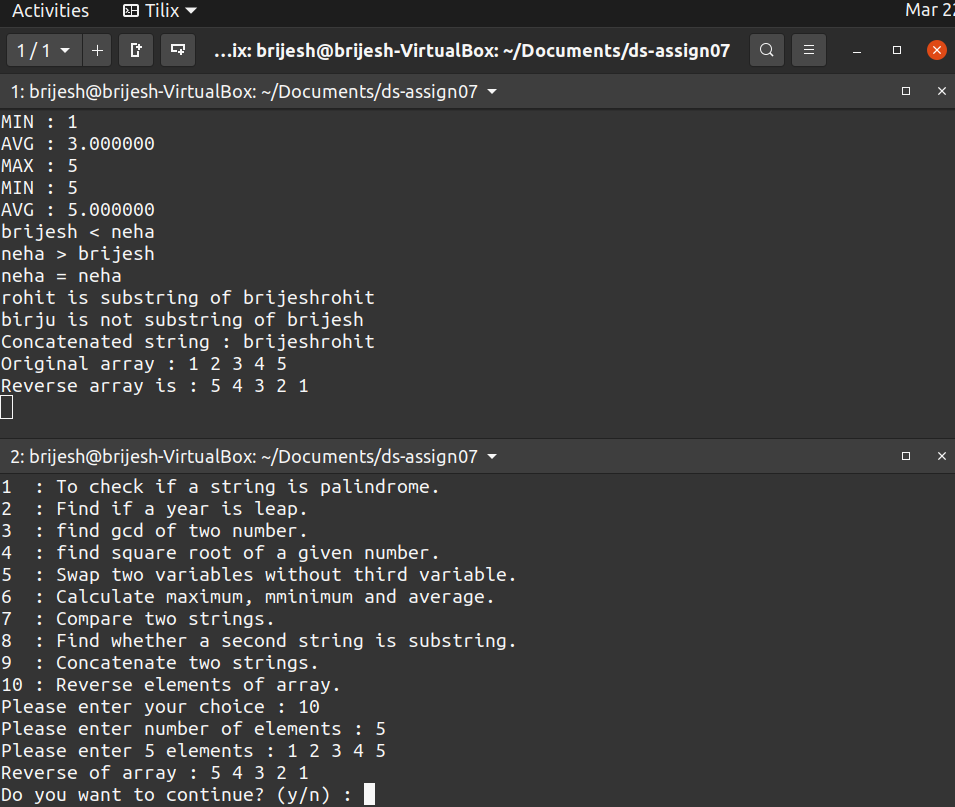 Activities Tilix Mar 22
1 / 1 ...ix: brijesh@brijesh-VirtualBox: ~/Documents/ds-assign07
1: brijesh@brijesh-VirtualBox: ~/Documents/ds-assign07
MIN : 1
AVG : 3.000000
MAX : 5
MIN : 5
AVG : 5.000000
brijesh < neha
neha > brijesh
neha = neha
rohit is substring of brijeshrohit
birju is not substring of brijesh
Concatenated string : brijeshrohit
Original array : 1 2 3 4 5
Reverse array is : 5 4 3 2 1
2: brijesh@brijesh-VirtualBox: ~/Documents/ds-assign07
1  : To check if a string is palindrome.
2  : Find if a year is leap.
3  : find gcd of two number.
4  : find square root of a given number.
5  : Swap two variables without third variable.
6  : Calculate maximum, mminimum and average.
7  : Compare two strings.
8  : Find whether a second string is substring.
9  : Concatenate two strings.
10 : Reverse elements of array.
Please enter your choice : 10
Please enter number of elements : 5
Please enter 5 elements : 1 2 3 4 5
Reverse of array : 5 4 3 2 1
Do you want to continue? (y/n) :